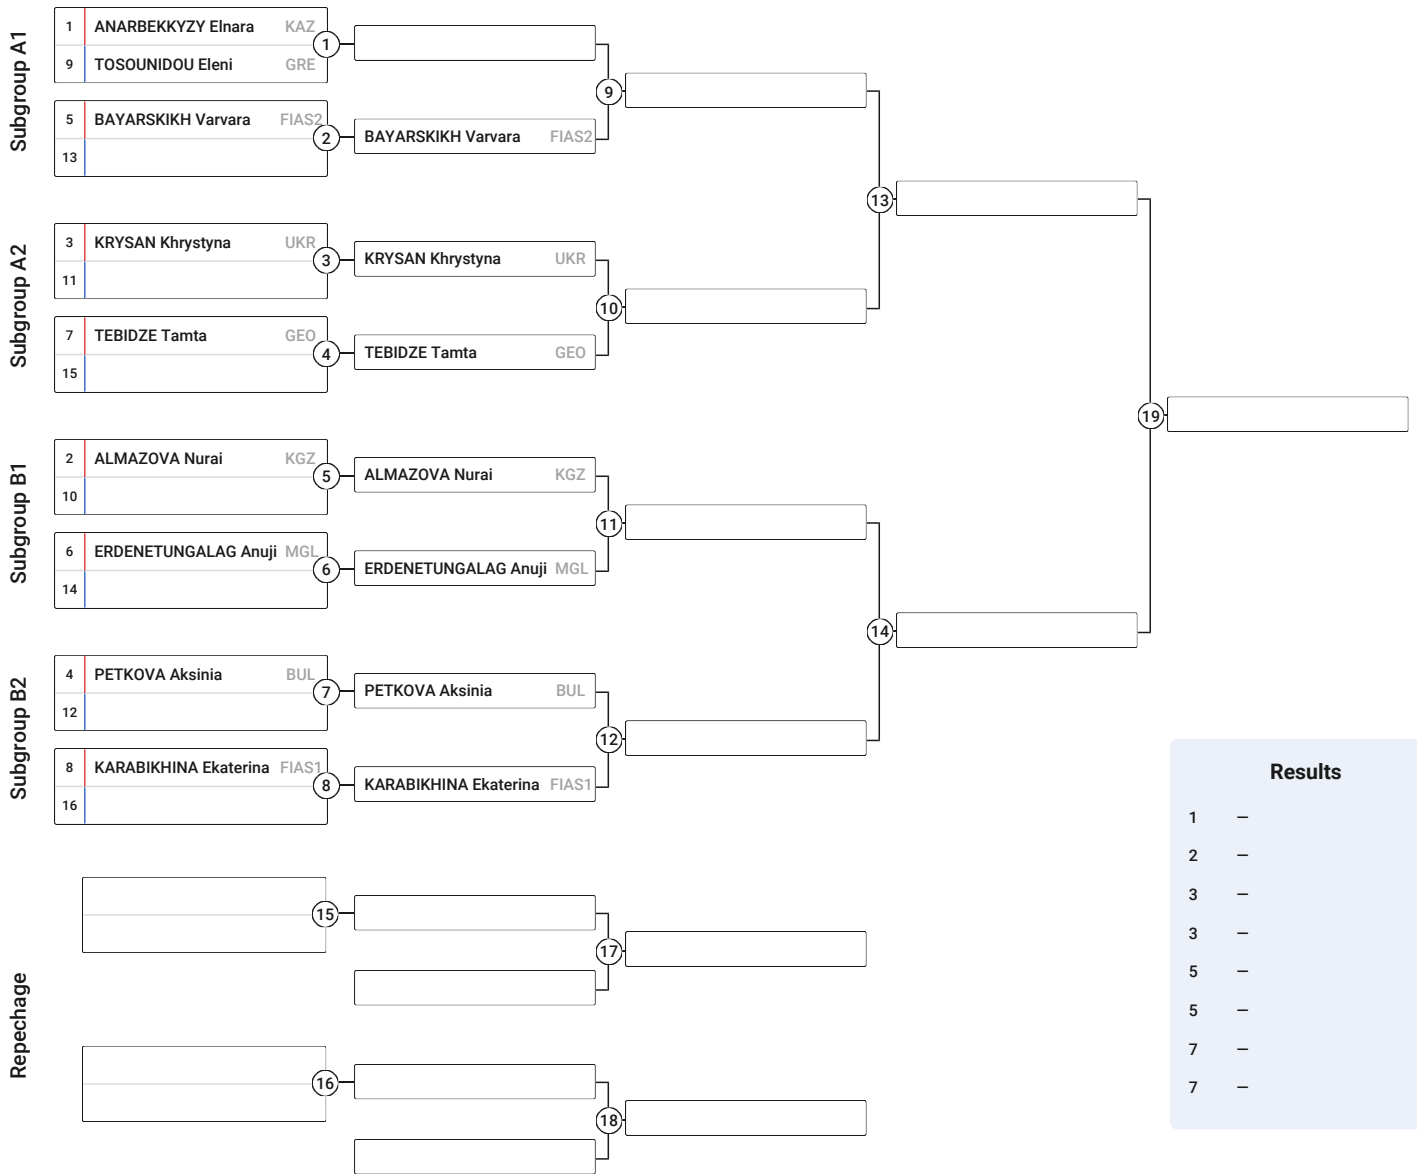 Subgroup A1
1 ANARBEKKYZY Elnara KAZ
9 TOSOUNIDOU Eleni GRE
1
5 BAYARSKIKH Varvara FIAS2
13
2
BAYARSKIKH Varvara FIAS2
9
Subgroup A2
3 KRYSAN Khrystyna UKR
11
3
KRYSAN Khrystyna UKR
7 TEBIDZE Tamta GEO
15
4
TEBIDZE Tamta GEO
10
13
Subgroup B1
2 ALMAZOVA Nurai KGZ
10
5
ALMAZOVA Nurai KGZ
6 ERDENETUNGALAG Anuji MGL
14
6
ERDENETUNGALAG Anuji MGL
11
Subgroup B2
4 PETKOVA Aksinia BUL
12
7
PETKOVA Aksinia BUL
8 KARABIKHINA Ekaterina FIAS1
16
8
KARABIKHINA Ekaterina FIAS1
12
14
19
Repechage
15
17
16
18
Results
1 –
2 –
3 –
3 –
5 –
5 –
7 –
7 –